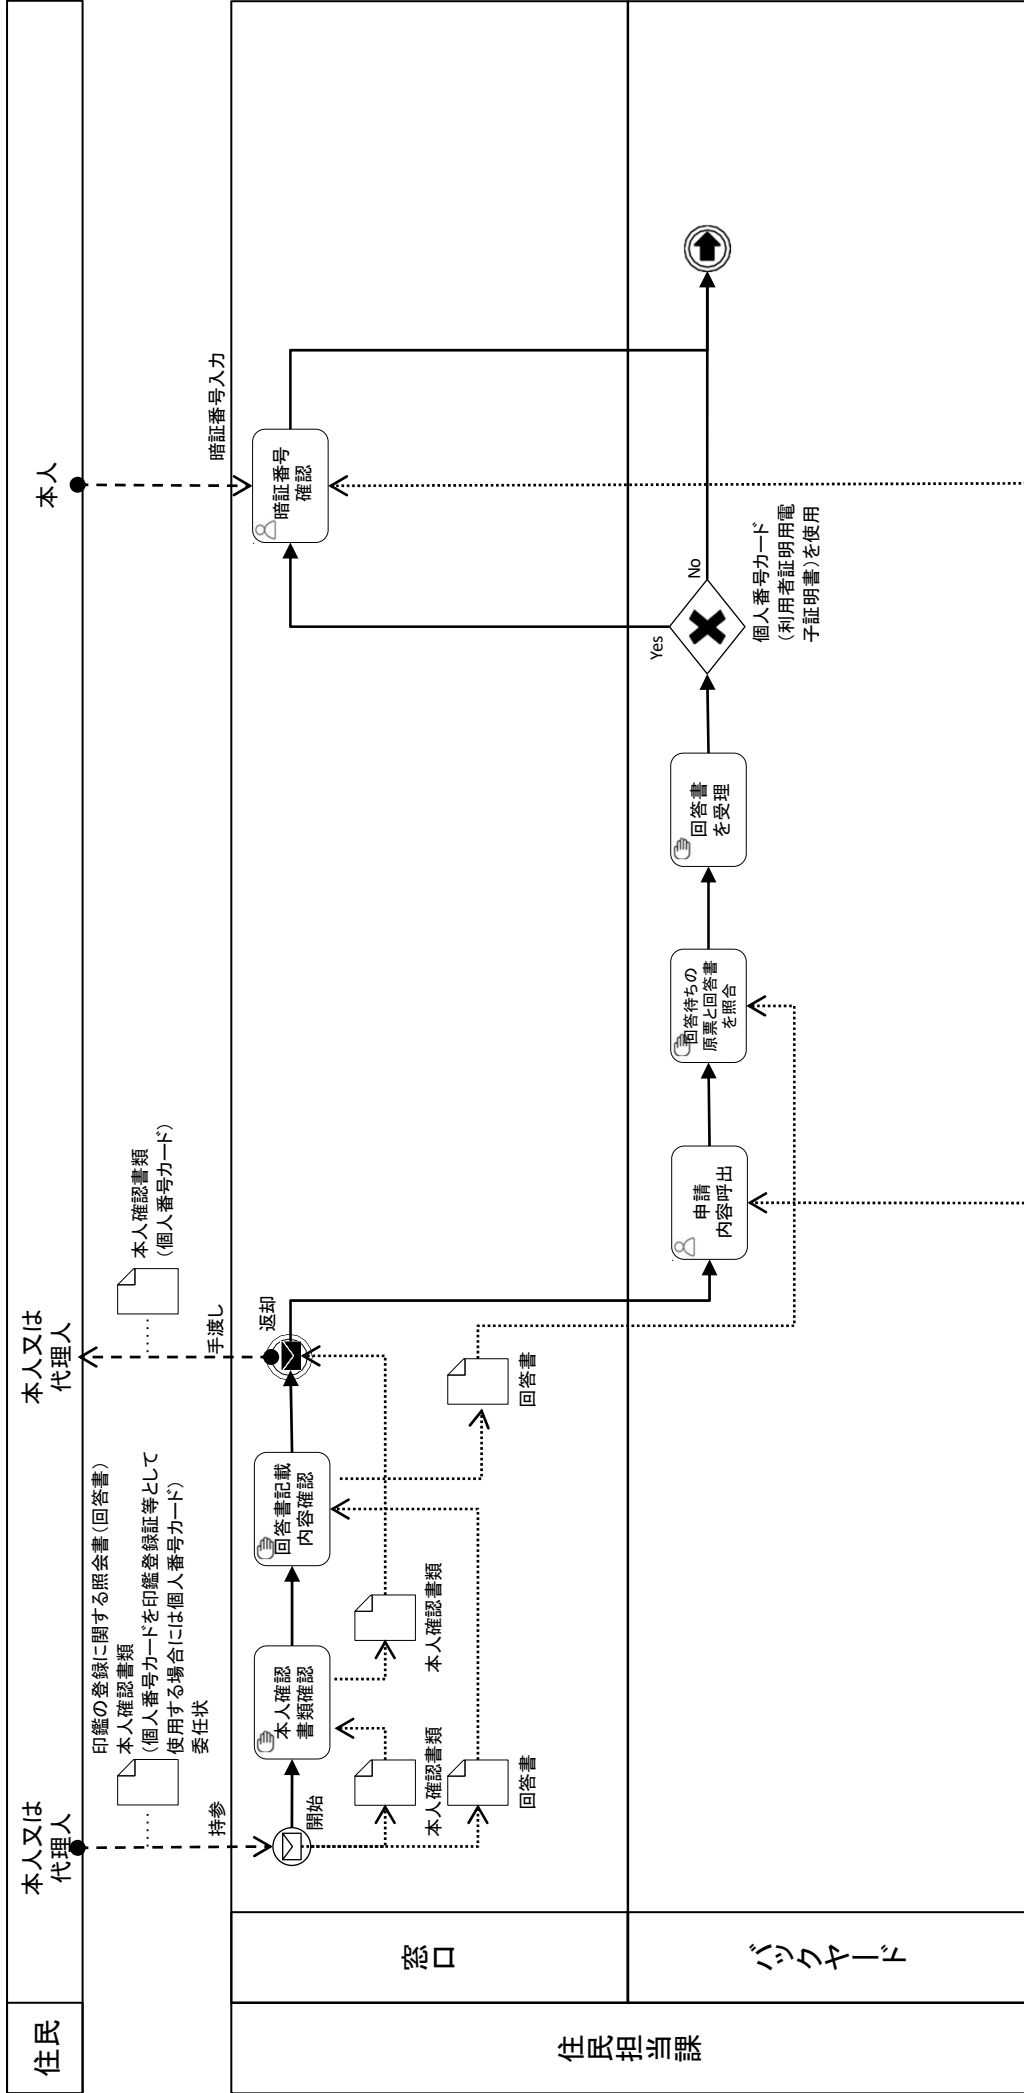 住民
本人又は
代理人
本人又は
代理人
本人
印鑑の登録に関する照会書(回答書)
本人確認書類
(個人番号カードを印鑑登録証等として
使用する場合には個人番号カード)
委任状
持参
本人確認書類
(個人番号カード)
手渡し
暗証番号入力
住民担当課
窓口
開始
本人確認
書類確認
回答書記載
内容確認
返却
暗証番号
確認
本人確認書類
本人確認書類
回答書
回答書
バックヤード
申請
内容呼出
回答待ちの
原票と回答書
を照合
回答書
を受理
Yes
No
個人番号カード
(利用者証明用電
子証明書)を使用